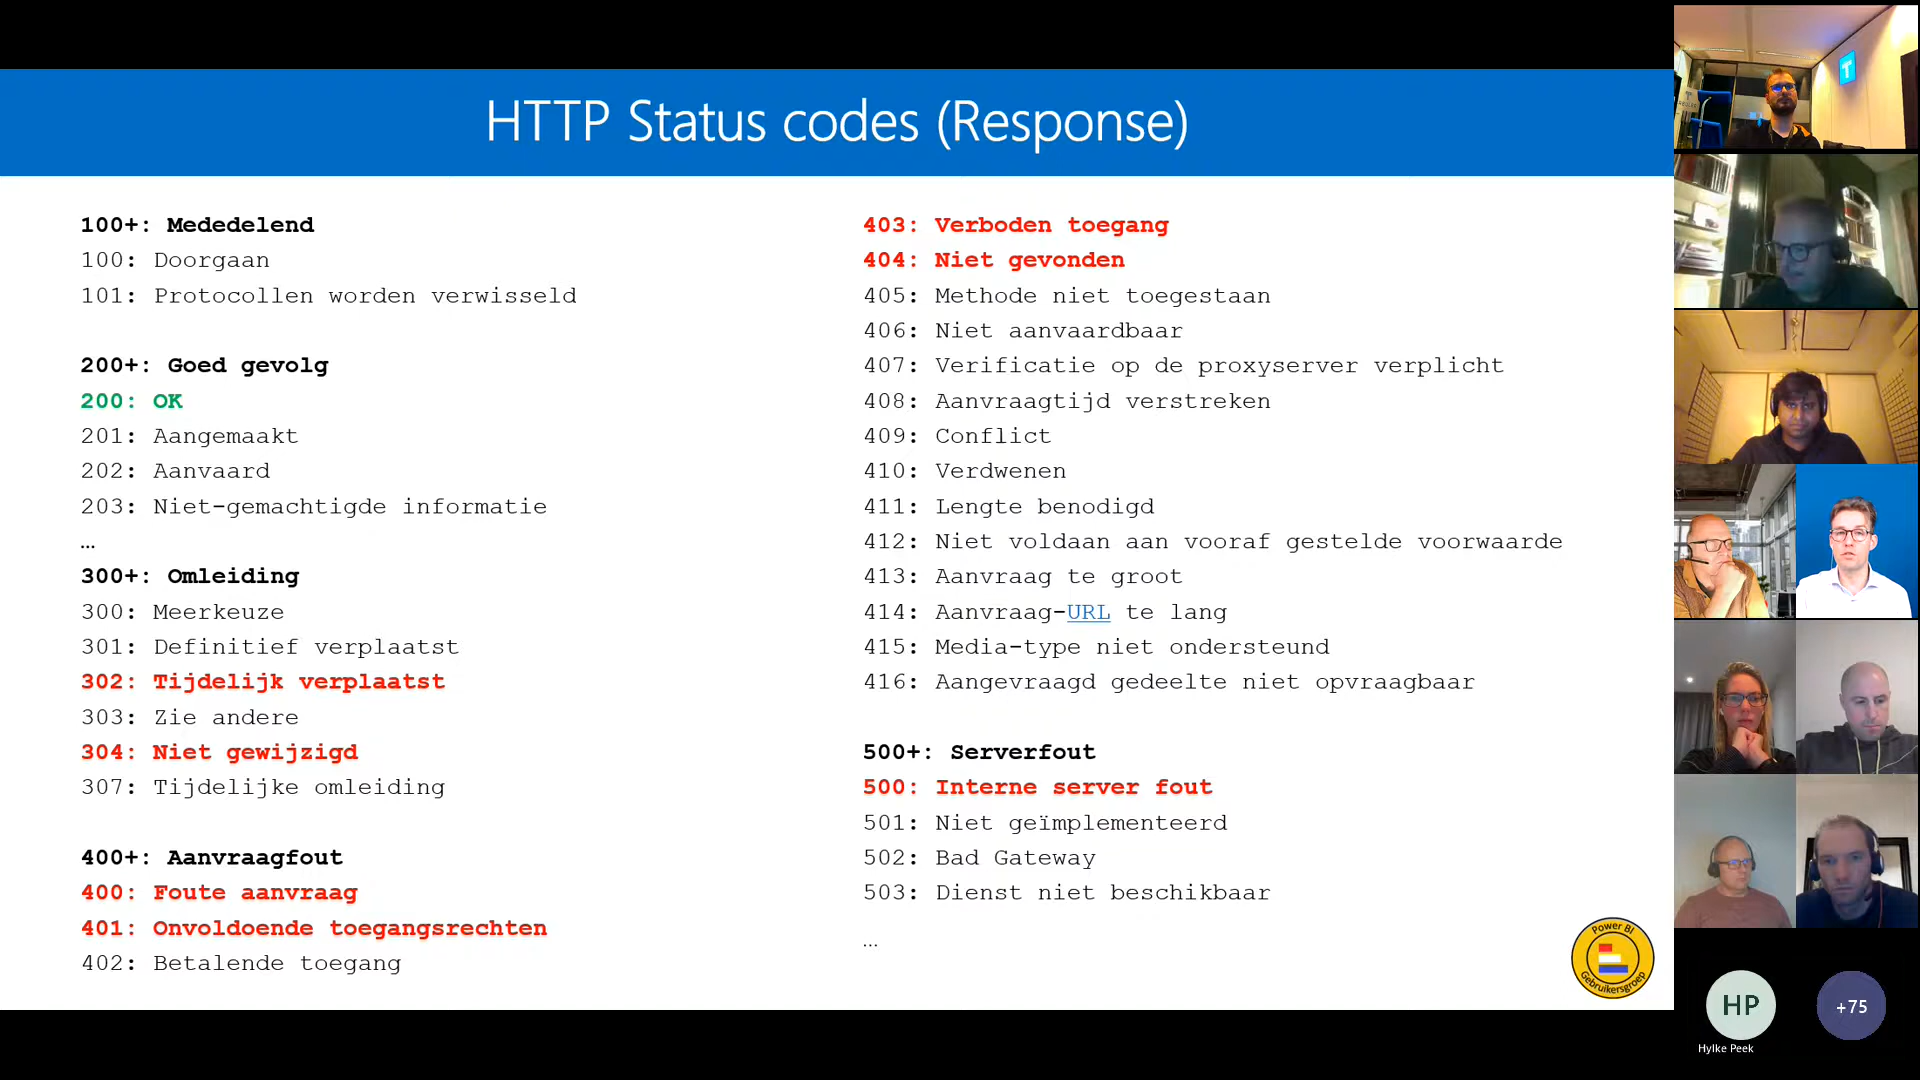 HTTP Status codes (Response)
100+: Mededelend
100: Doorgaan
101: Protocollen worden verwisseld
200+: Goed gevolg
200: OK
201: Aangemaakt
202: Aanvaard
203: Niet-gemachtigde informatie
…
300+: Omleiding
300: Meerkeuze
301: Definitief verplaatst
302: Tijdelijk verplaatst
303: Zie andere
304: Niet gewijzigd
307: Tijdelijke omleiding
400+: Aanvraagfout
400: Foute aanvraag
401: Onvoldoende toegangsrechten
402: Betalende toegang
403: Verboden toegang
404: Niet gevonden
405: Methode niet toegestaan
406: Niet aanvaardbaar
407: Verificatie op de proxyserver verplicht
408: Aanvraagtijd verstreken
409: Conflict
410: Verdwenen
411: Lengte benodigd
412: Niet voldaan aan vooraf gestelde voorwaarde
413: Aanvraag te groot
414: Aanvraag-URL te lang
415: Media-type niet ondersteund
416: Aangevraagd gedeelte niet opvraagbaar
500+: Serverfout
500: Interne server fout
501: Niet geïmplementeerd
502: Bad Gateway
503: Dienst niet beschikbaar
…
Power BI
Gebruikersgroep
T
HP
Hylke Peek
+75